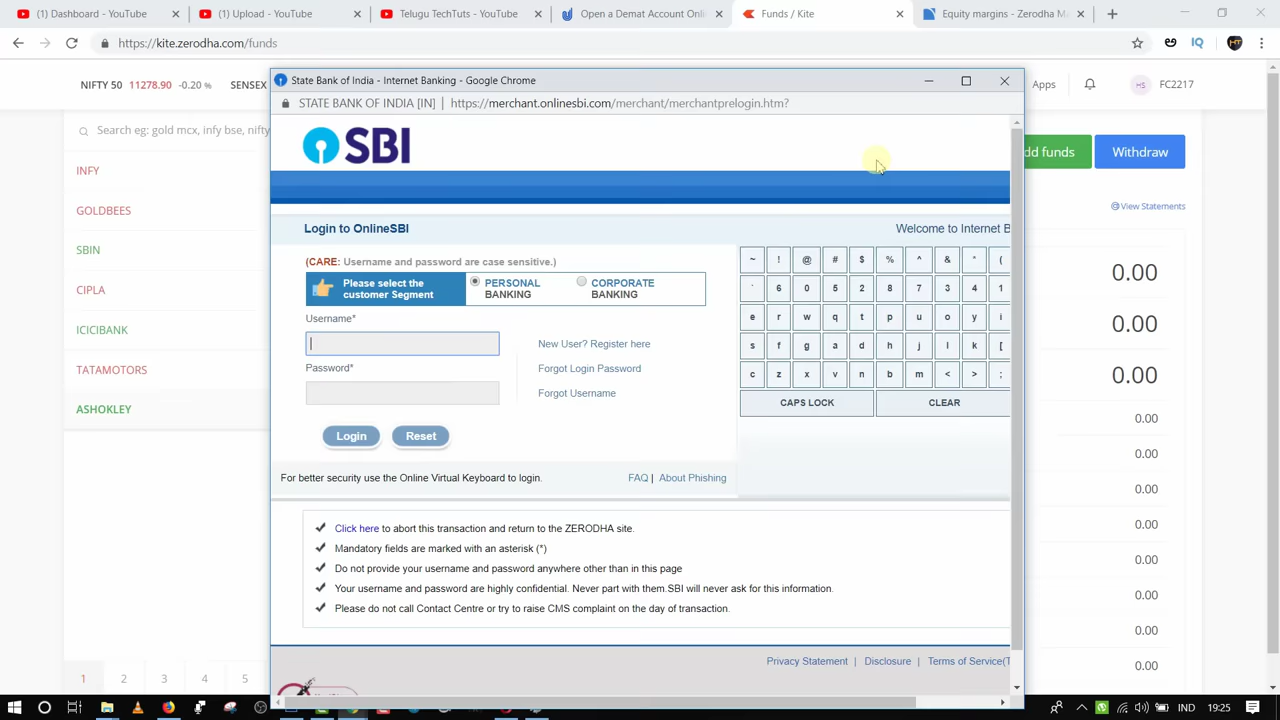 (1) Dashboard - YouTube
(1) Upload - YouTube
Telugu TechTuts - YouTube
Open a Demat Account Online
Funds / Kite
Equity margins - Zerodha Ma
https://kite.zerodha.com/funds
NIFTY 50 11278.90 -0.20 %
SENSEX
Apps
FC2217
Search eg: gold mcx, infy bse, nifty
INFY
GOLDBEES
SBIN
CIPLA
ICICIBANK
TATAMOTORS
ASHOKLEY
1 2 3 4 5
State Bank of India - Internet Banking - Google Chrome
STATE BANK OF INDIA [IN] | https://merchant.onlinesbi.com/merchant/merchantprelogin.htm?
SBI
Login to OnlineSBI
Welcome to Internet B
(CARE: Username and password are case sensitive.)
Please select the customer Segment
PERSONAL BANKING
CORPORATE BANKING
Username*
New User? Register here
Password*
Forgot Login Password
Forgot Username
Login
Reset
~ ! @ # $ % ^ & * (
` 6 0 5 2 8 7 3 4 1
e r w q t p u o y i
s f g a d h j l k [
c z x v n b m < > ;
CAPS LOCK
CLEAR
For better security use the Online Virtual Keyboard to login.
FAQ | About Phishing
Click here to abort this transaction and return to the ZERODHA site.
Mandatory fields are marked with an asterisk (*)
Do not provide your username and password anywhere other than in this page
Your username and password are highly confidential. Never part with them.SBI will never ask for this information.
Please do not call Contact Centre or try to raise CMS complaint on the day of transaction.
Privacy Statement | Disclosure | Terms of Service(T
dd funds
Withdraw
View Statements
0.00
0.00
0.00
0.00
0.00
0.00
0.00
0.00
0.00
0.00
0.00
IND
19:25